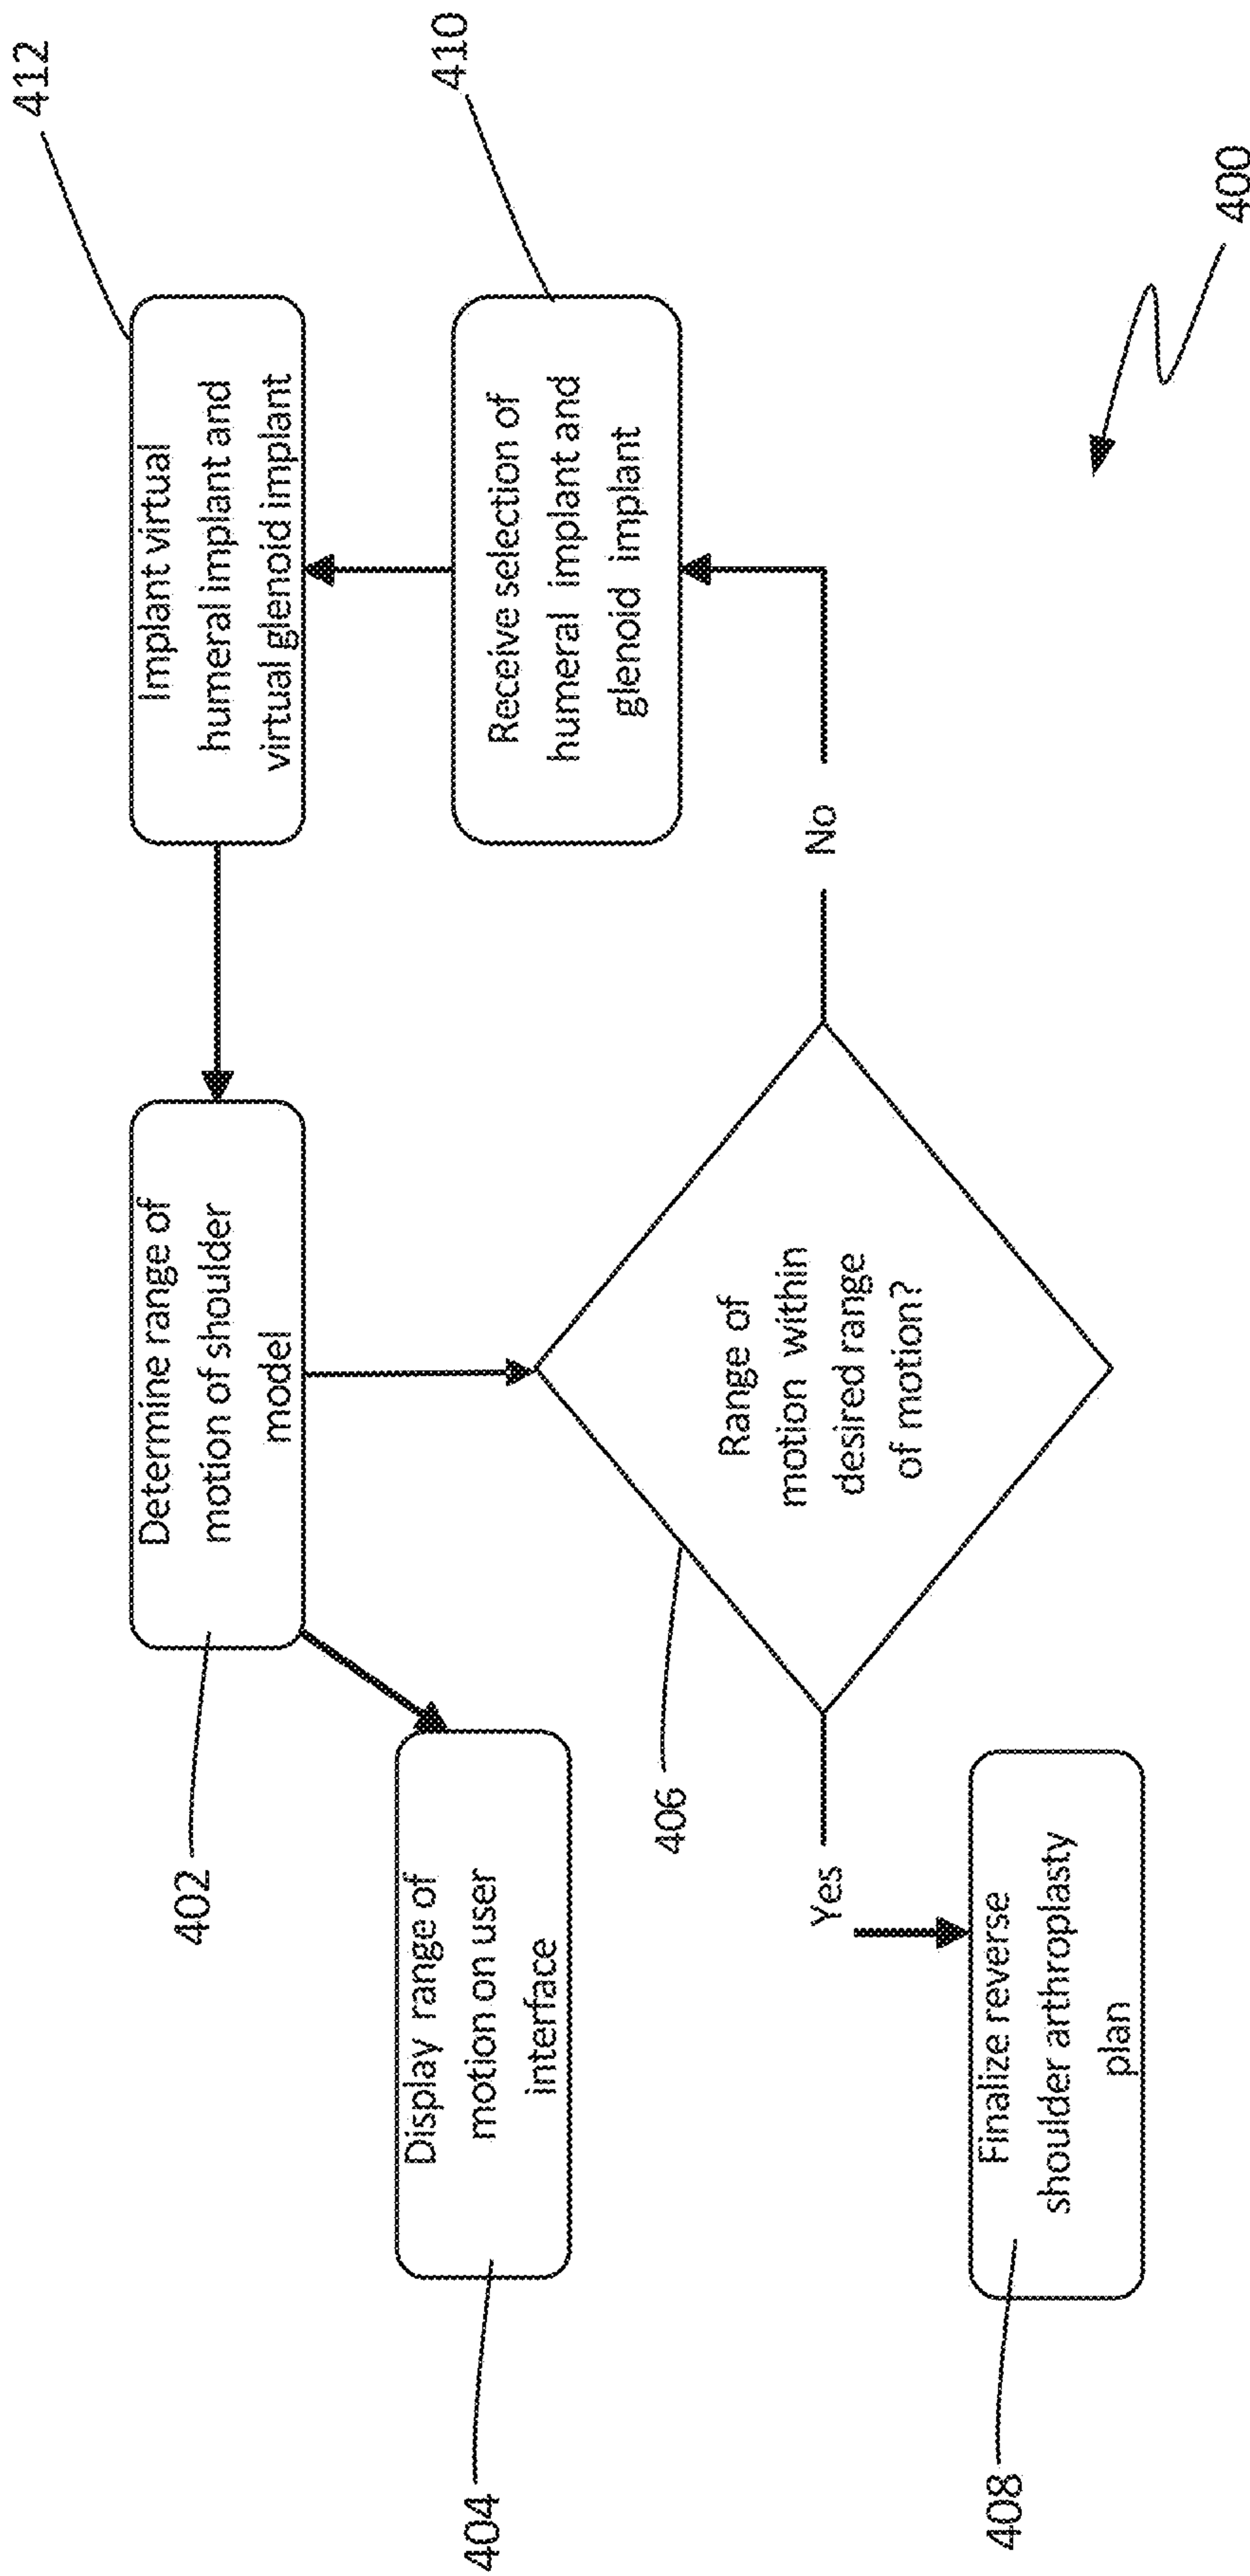 402
Determine range of
motion of shoulder
model
412
Implant virtual
humeral implant and
virtual glenoid implant
404
Display range of
motion on user
interface
406
Range of
motion within
desired range
of motion?
410
Receive selection of
humeral implant and
glenoid implant
Yes
No
408
Finalize reverse
shoulder arthroplasty
plan
400